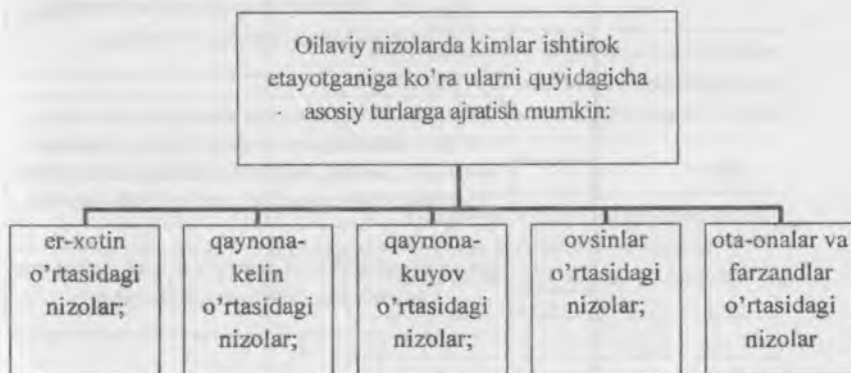 Oilaviy nizolarda kimlar ishtirok
etayotganiga ko'ra ularni quyidagicha
asosiy turlarga ajratish mumkin:
er-xotin
o'rtasidagi
nizolar;
qaynona-
kelin
o'rtasidagi
nizolar;
qaynona-
kuyov
o'rtasidagi
nizolar;
ovsinlar
o'rtasidagi
nizolar;
ota-onalar va
farzandlar
o'rtasidagi
nizolar